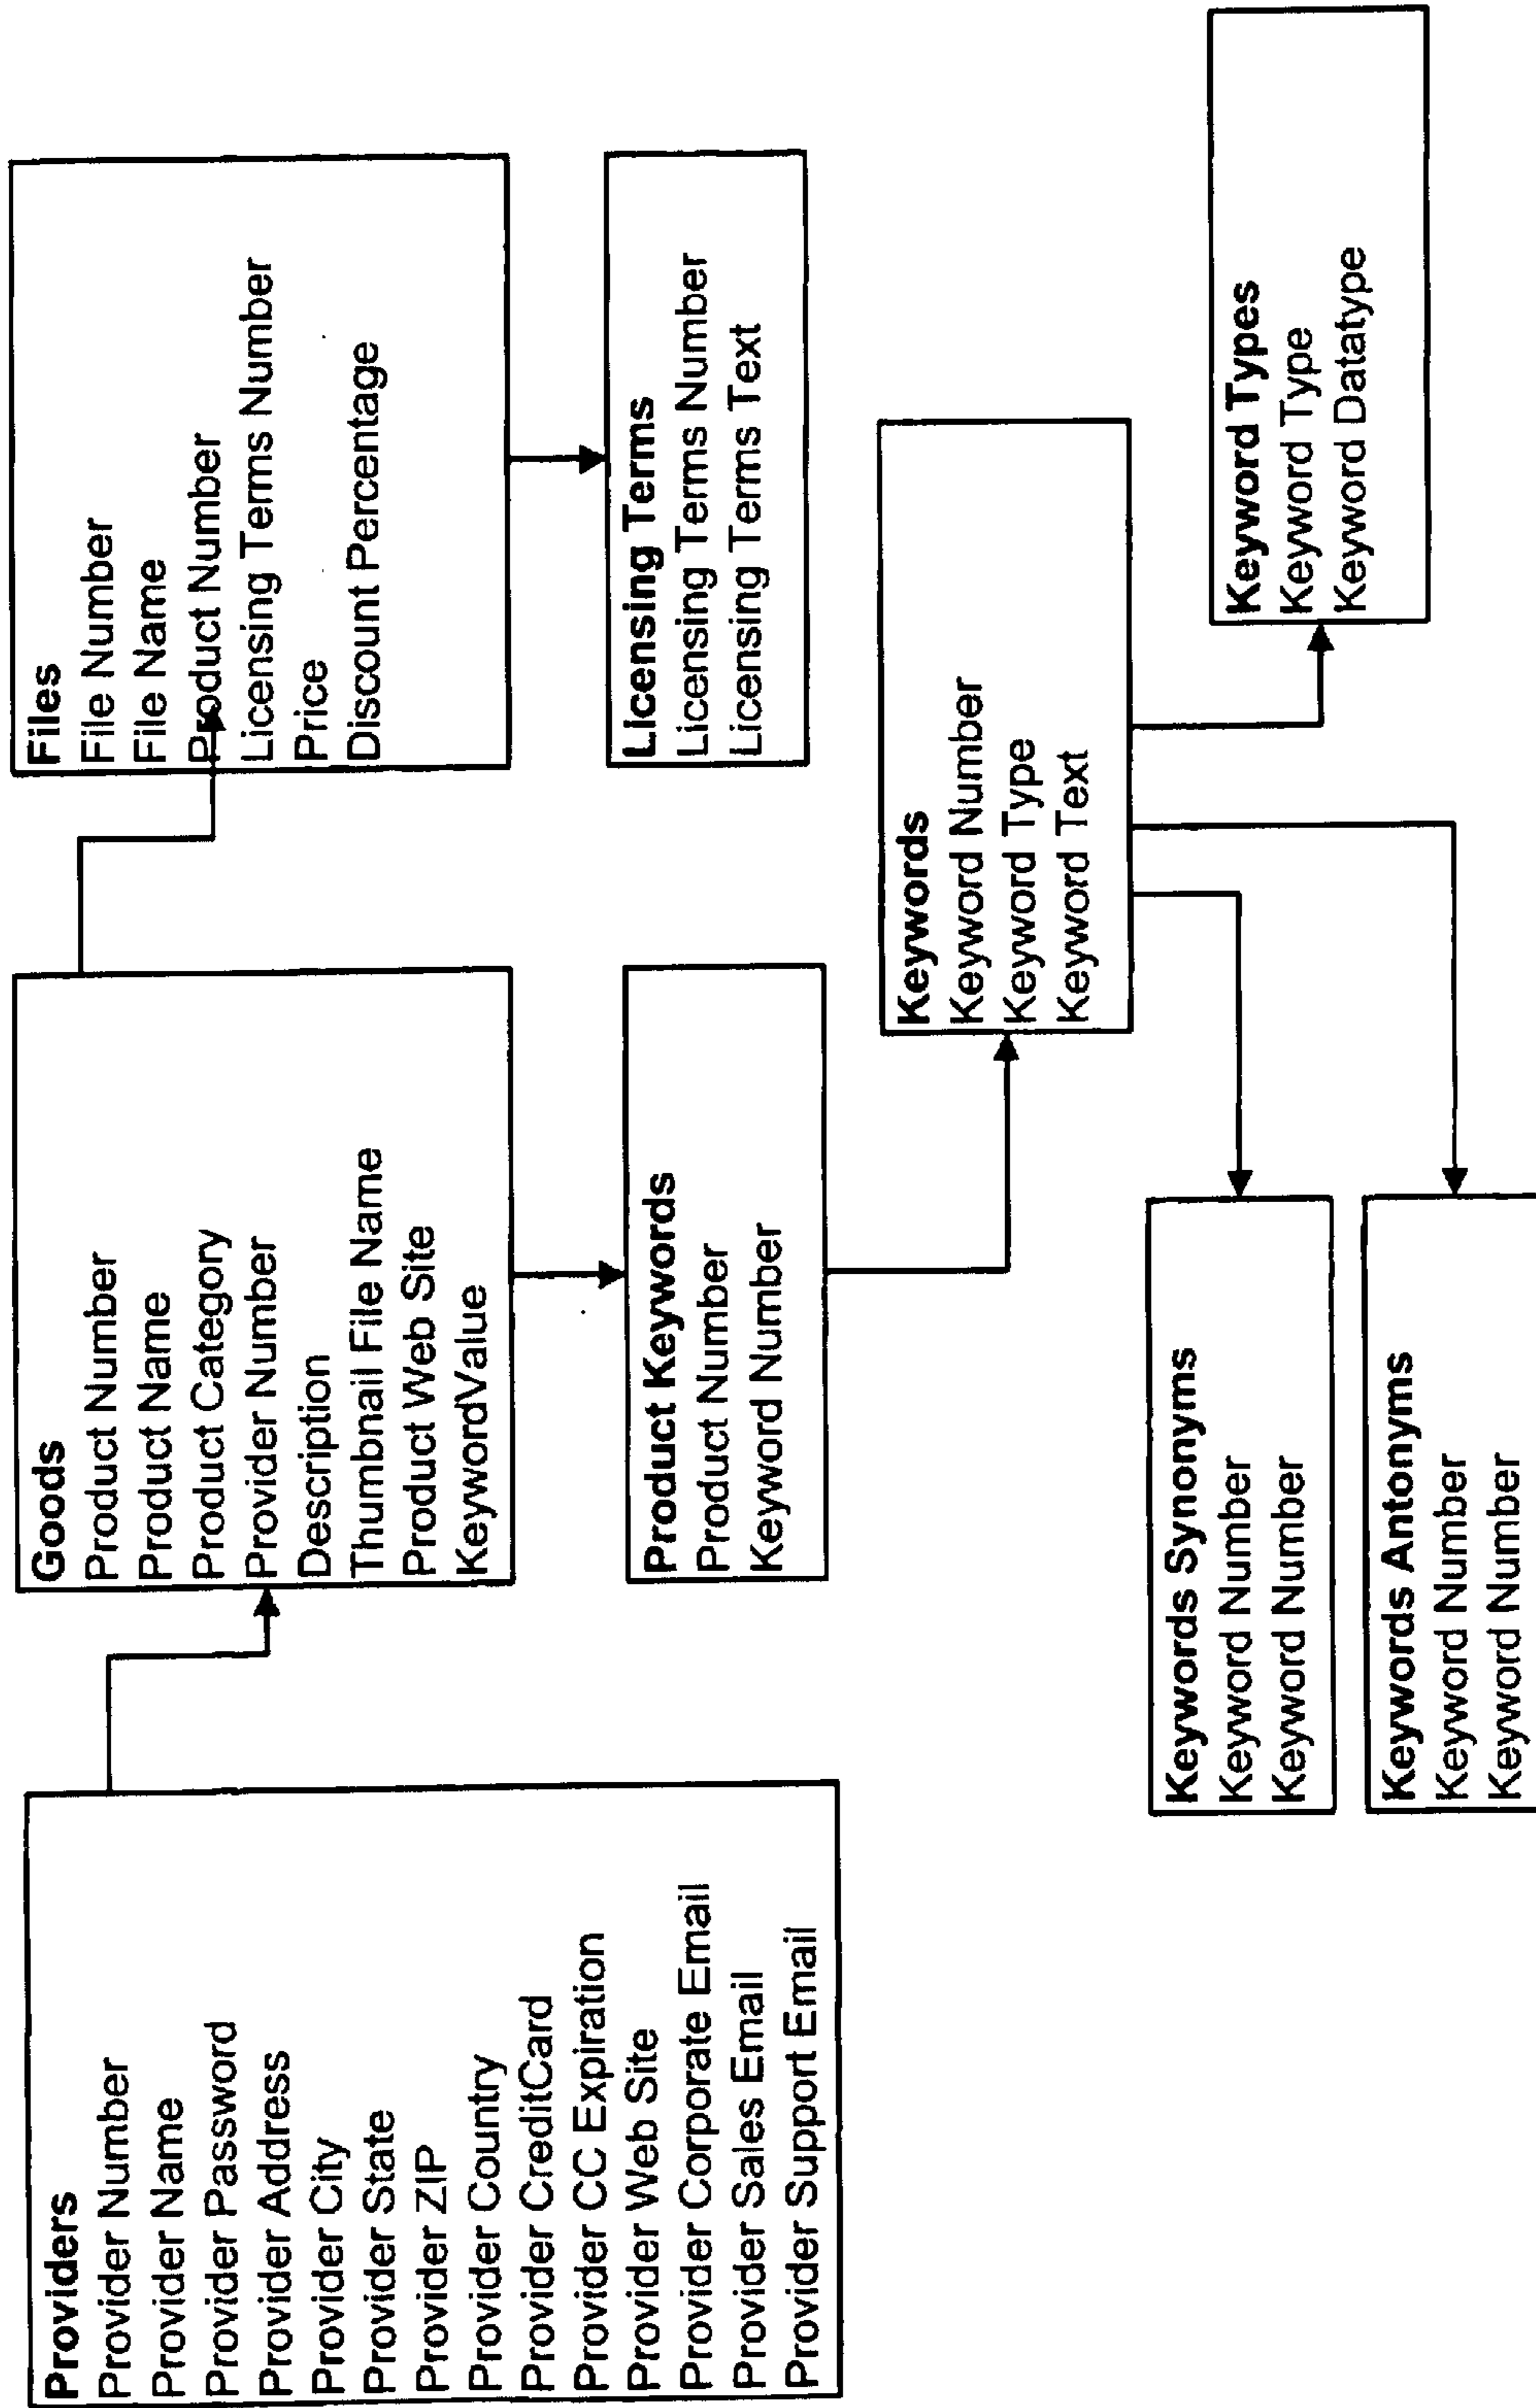 Providers
Provider Number
Provider Name
Provider Password
Provider Address
Provider City
Provider State
Provider ZIP
Provider Country
Provider CreditCard
Provider CC Expiration
Provider Web Site
Provider Corporate Email
Provider Sales Email
Provider Support Email
Goods
Product Number
Product Name
Product Category
Provider Number
Description
Thumbnail File Name
Product Web Site
KeywordValue
Files
File Number
File Name
Product Number
Licensing Terms Number
Price
Discount Percentage
Product Keywords
Product Number
Keyword Number
Licensing Terms
Licensing Terms Number
Licensing Terms Text
Keywords
Keyword Number
Keyword Type
Keyword Text
Keywords Synonyms
Keyword Number
Keyword Number
Keyword Types
Keyword Type
Keyword Datatype
Keywords Antonyms
Keyword Number
Keyword Number